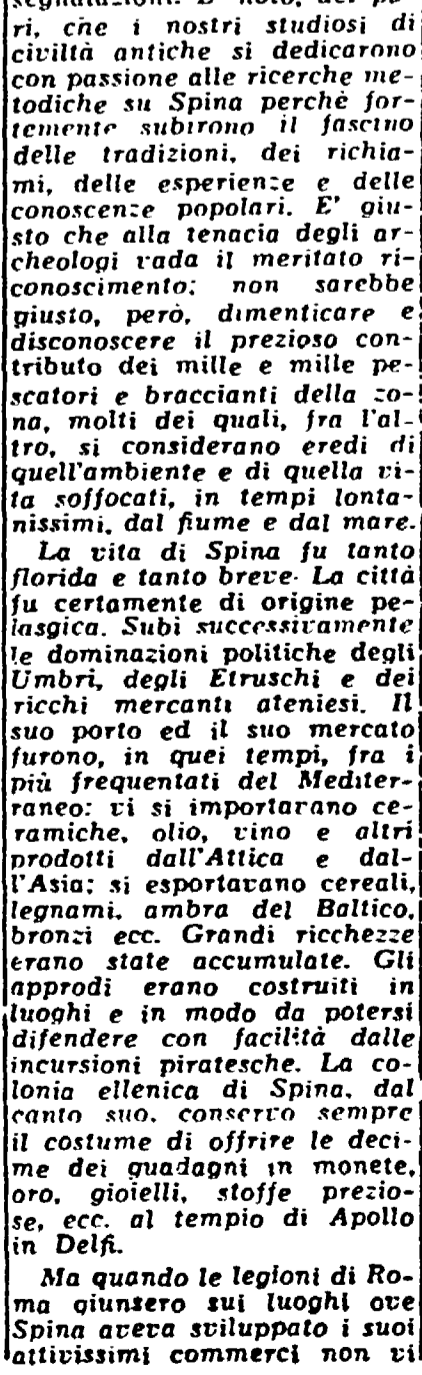 ri, che i nostri studiosi di
civiltà antiche si dedicarono
con passione alle ricerche me-
todiche su Spina perchè for-
temente subirono il fascino
delle tradizioni, dei richia-
mi, delle esperienze e delle
conoscenze popolari. E' giu-
sto che alla tenacia degli ar-
cheologi vada il meritato ri-
conoscimento; non sarebbe
giusto, però, dimenticare e
disconoscere il prezioso con-
tributo dei mille e mille pe-
scatori e braccianti della zo-
na, molti dei quali, fra l'al-
tro, si considerano eredi di
quell'ambiente e di quella vi-
ta soffocati, in tempi lonta-
nissimi, dal fiume e dal mare.
La vita di Spina fu tanto
florida e tanto breve. La città
fu certamente di origine pe-
lasgica. Subì successivamente
le dominazioni politiche degli
Umbri, degli Etruschi e dei
ricchi mercanti ateniesi. Il
suo porto ed il suo mercato
furono, in quei tempi, fra i
più frequentati del Mediter-
raneo: vi si importavano ce-
ramiche, olio, vino e altri
prodotti dall'Attica e dal-
l'Asia; si esportavano cereali,
legnami, ambra del Baltico,
bronzi ecc. Grandi ricchezze
erano state accumulate. Gli
approdi erano costruiti in
luoghi e in modo da potersi
difendere con facilità dalle
incursioni piratesche. La co-
lonia ellenica di Spina, dal
canto suo, conservò sempre
il costume di offrire le deci-
me dei guadagni in monete,
oro, gioielli, stoffe prezio-
se, ecc. al tempio di Apollo
in Delfi.
Ma quando le legioni di Ro-
ma giunsero sui luoghi ove
Spina aveva sviluppato i suoi
attivissimi commerci non vi